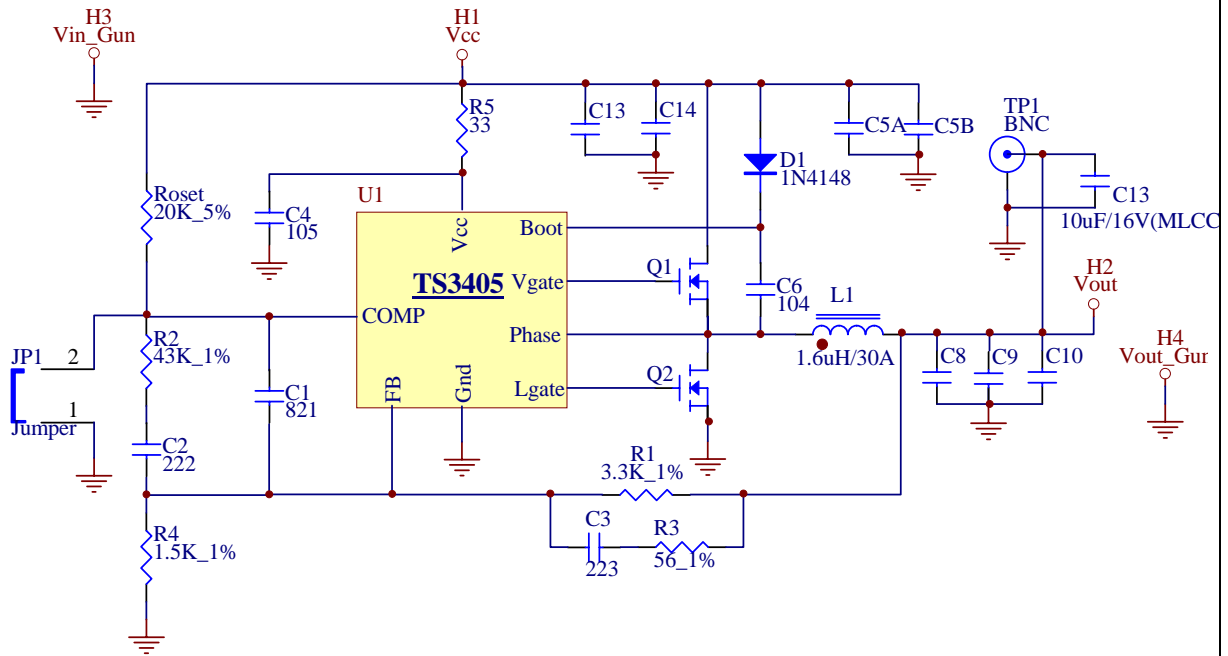 H3
Vin_Gun
H1
Vcc
R5
33
C13
C14
C5A
C5B
TP1
BNC
D1
1N4148
C13
10uF/16V(MLCC
Roset
20K_5%
C4
105
U1
Vcc
Boot
TS3405
Vgate
Phase
Lgate
COMP
FB
Gnd
Q1
Q2
C6
104
L1
1.6uH/30A
H2
Vout
C8
C9
C10
H4
Vout_Gun
JP1
2
1
Jumper
R2
43K_1%
C1
821
C2
222
R1
3.3K_1%
C3
223
R3
56_1%
R4
1.5K_1%